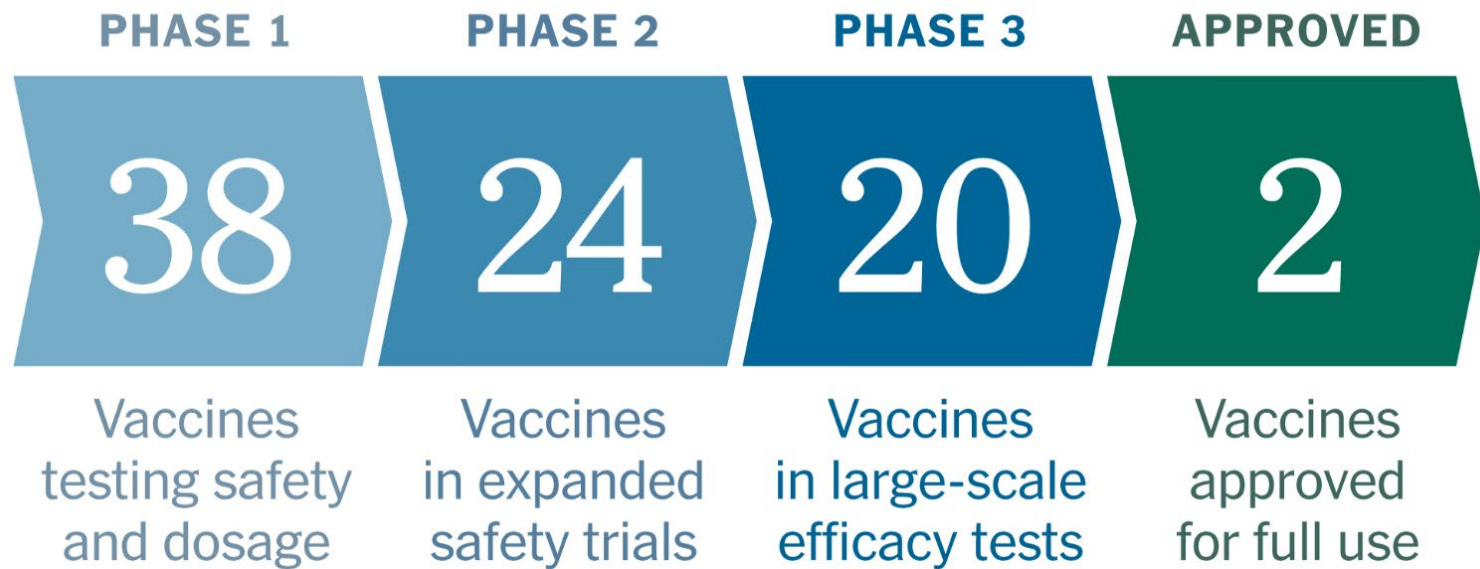 PHASE 1
PHASE 2
PHASE 3
APPROVED
38
24
20
2
Vaccines
testing safety
and dosage
Vaccines
in expanded
safety trials
Vaccines
in large-scale
efficacy tests
Vaccines
approved
for full use